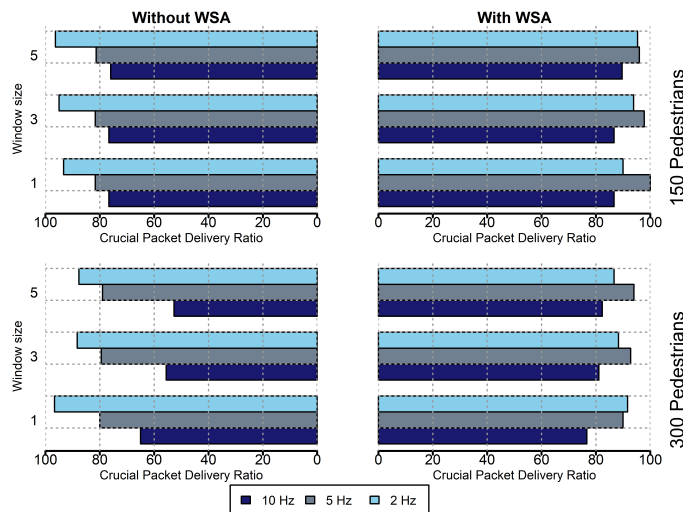 Without WSA With WSA
Window size
5
3
1
100 80 60 40 20 0
Crucial Packet Delivery Ratio
0 20 40 60 80 100
Crucial Packet Delivery Ratio
150 Pedestrians
Window size
5
3
1
100 80 60 40 20 0
Crucial Packet Delivery Ratio
0 20 40 60 80 100
Crucial Packet Delivery Ratio
300 Pedestrians
10 Hz 5 Hz 2 Hz